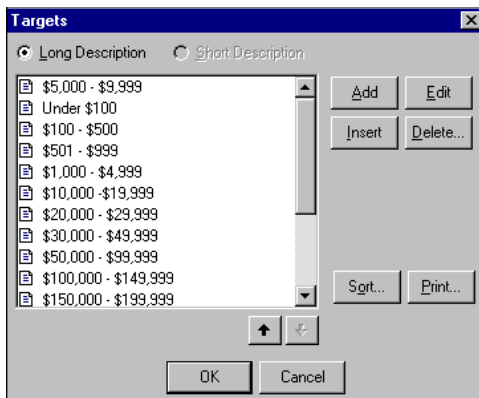 Targets
Long Description Short Description
$5,000 - $9,999
Under $100
$100 - $500
$501 - $999
$1,000 - $4,999
$10,000 -$19,999
$20,000 - $29,999
$30,000 - $49,999
$50,000 - $99,999
$100,000 - $149,999
$150,000 - $199,999
Add Edit
Insert Delete...
Sort... Print...
OK Cancel